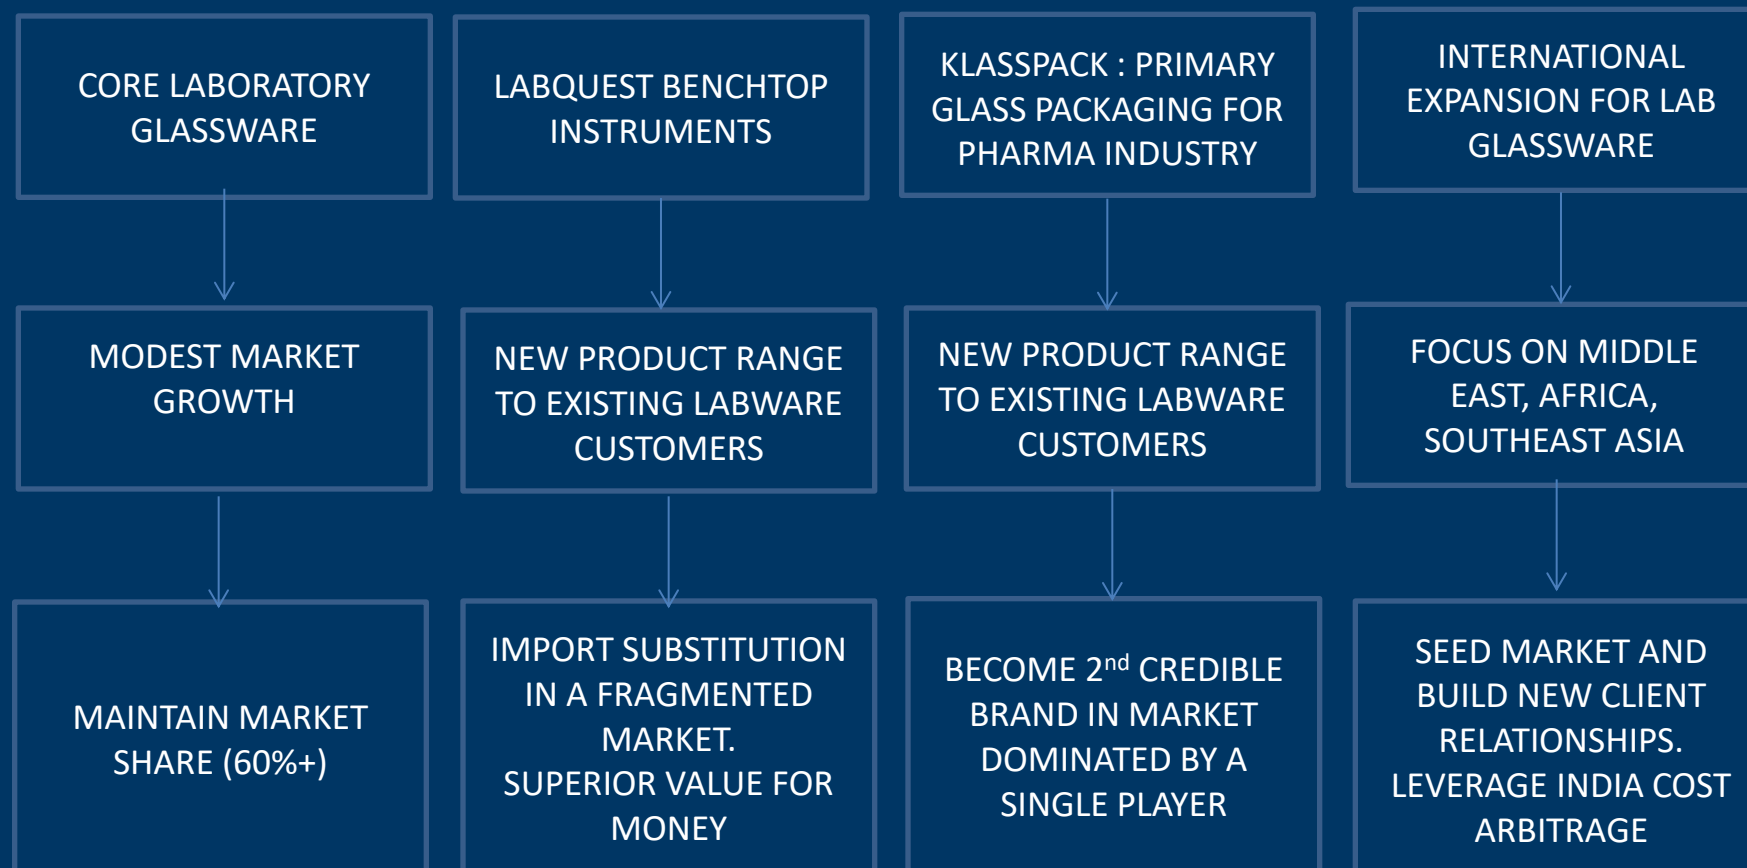 CORE LABORATORY
GLASSWARE
LABQUEST BENCHTOP
INSTRUMENTS
KLASSPACK : PRIMARY
GLASS PACKAGING FOR
PHARMA INDUSTRY
INTERNATIONAL
EXPANSION FOR LAB
GLASSWARE
MODEST MARKET
GROWTH
NEW PRODUCT RANGE
TO EXISTING LABWARE
CUSTOMERS
NEW PRODUCT RANGE
TO EXISTING LABWARE
CUSTOMERS
FOCUS ON MIDDLE
EAST, AFRICA,
SOUTHEAST ASIA
MAINTAIN MARKET
SHARE (60%+)
IMPORT SUBSTITUTION
IN A FRAGMENTED
MARKET.
SUPERIOR VALUE FOR
MONEY
BECOME 2nd CREDIBLE
BRAND IN MARKET
DOMINATED BY A
SINGLE PLAYER
SEED MARKET AND
BUILD NEW CLIENT
RELATIONSHIPS.
LEVERAGE INDIA COST
ARBITRAGE